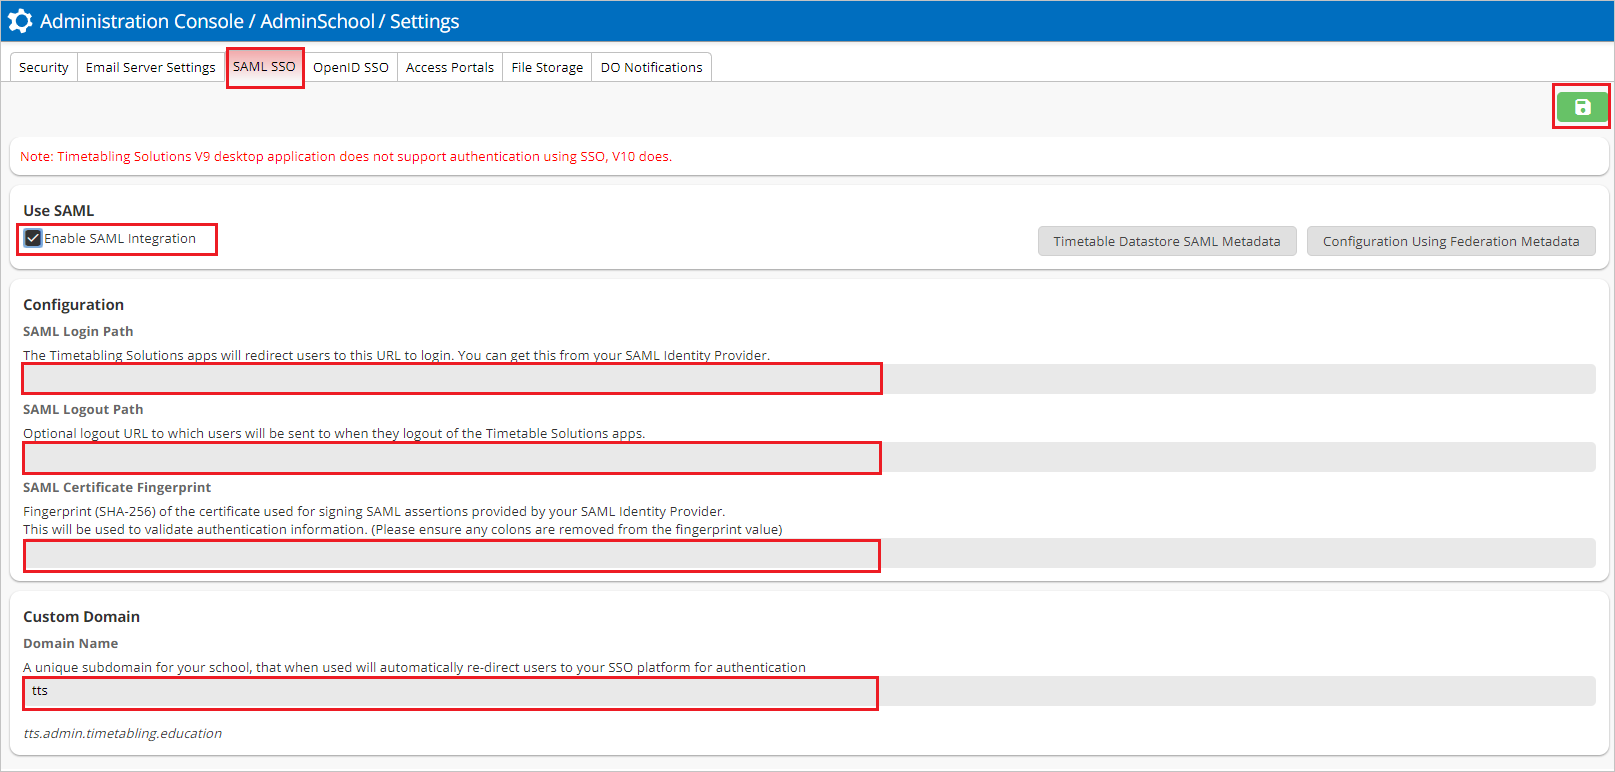 Administration Console / AdminSchool / Settings
Security Email Server Settings SAML SSO OpenID SSO Access Portals File Storage DO Notifications
Note: Timetabling Solutions V9 desktop application does not support authentication using SSO, V10 does.
Use SAML
Enable SAML Integration
Timetable Datastore SAML Metadata Configuration Using Federation Metadata
Configuration
SAML Login Path
The Timetabling Solutions apps will redirect users to this URL to login. You can get this from your SAML Identity Provider.
SAML Logout Path
Optional logout URL to which users will be sent to when they logout of the Timetable Solutions apps.
SAML Certificate Fingerprint
Fingerprint (SHA-256) of the certificate used for signing SAML assertions provided by your SAML Identity Provider.
This will be used to validate authentication information. (Please ensure any colons are removed from the fingerprint value)
Custom Domain
Domain Name
A unique subdomain for your school, that when used will automatically re-direct users to your SSO platform for authentication
tts
tts.admin.timetabling.education